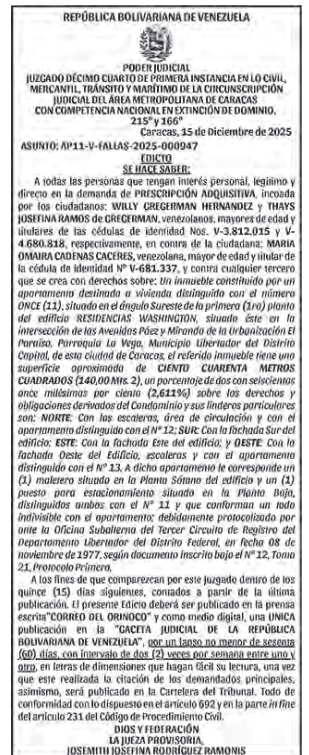 REPÚBLICA BOLIVARIANA DE VENEZUELA
PODER JUDICIAL
JUZGADO DÉCIMO CUARTO DE PRIMERA INSTANCIA EN LO CIVIL,
MERCANTIL, TRÁNSITO Y MARÍTIMO DE LA CIRCUNSCRIPCIÓN
JUDICIAL DEL ÁREA METROPOLITANA DE CARACAS
CON COMPETENCIA NACIONAL EN EXTINCIÓN DE DOMINIO.
215º y 166º
Caracas, 15 de Diciembre de 2025
ASUNTO: AP11-V-FALLAS-2025-000947
EDICTO
SE HACE SABER:
A todas las personas que tengan interés personal, legítimo y
directo en la demanda de PRESCRIPCIÓN ADQUISITIVA, incoada
por los ciudadanos: WILLY GREGERMAN HERNANDEZ y THAYS
JOSEFINA RAMOS de GREGERMAN, venezolanos, mayores de edad y
titulares de las cédulas de identidad Nos. V-3.812.015 y V-
4.680.818, respectivamente, en contra de la ciudadana: MARIA
OMAIRA CADENAS CACERES, venezolana, mayor de edad y titular de
la cédula de identidad Nº V-681.337, y contra cualquier tercero
que se crea con derechos sobre: Un inmueble constituido por un
apartamento destinado a vivienda distinguido con el número
ONCE (11), situado en el ángulo Sureste de la primera (1ra) planta
del edificio RESIDENCIAS WASHINGTON, situado éste en la
intersección de las Avenidas Páez y Miranda de la Urbanización El
Paraíso, Parroquia La Vega, Municipio Libertador del Distrito
Capital, de esta ciudad de Caracas, el referido inmueble tiene una
superficie aproximada de CIENTO CUARENTA METROS
CUADRADOS (140,00 Mts. 2), un porcentaje de dos con seiscientos
once milésimas por ciento (2,611%) sobre los derechos y
obligaciones derivados del Condominio y sus linderos particulares
son: NORTE: Con las escaleras, área de circulación y con el
apartamento distinguido con el Nº 12; SUR: Con la fachada Sur del
edificio; ESTE: Con la fachada Este del edificio; y OESTE: Con la
fachada Oeste del Edificio, escaleras y con el apartamento
distinguido con el Nº 13. A dicho apartamento le corresponde un
(1) maletero situado en la Planta Sótano del edificio y un (1)
puesto para estacionamiento situado en la Planta Baja,
distinguidos ambos con el Nº 11 y que conforman un todo
indivisible con el apartamento; debidamente protocolizado por
ante la Oficina Subalterna del Tercer Circuito de Registro del
Departamento Libertador del Distrito Federal, en fecha 08 de
noviembre de 1977, según documento inscrito bajo el Nº 12, Tomo
21, Protocolo Primero.
A los fines de que comparezcan por este Juzgado dentro de los
quince (15) días siguientes, contados a partir de la última
publicación. El presente Edicto deberá ser publicado en la prensa
escrita "CORREO DEL ORINOCO" y como medio digital, una UNICA
publicación en la "GACETA JUDICIAL DE LA REPÚBLICA
BOLIVARIANA DE VENEZUELA", por un lapso no menor de sesenta
(60) días, con intervalo de dos (2) veces por semana entre uno y
otro, en letras de dimensiones que hagan fácil su lectura, una vez
que este realizada la citación de los demandados principales,
asimismo, será publicado en la Cartelera del Tribunal. Todo de
conformidad con lo dispuesto en el artículo 692 y en la parte in fine
del artículo 231 del Código de Procedimiento Civil.
DIOS Y FEDERACIÓN
LA JUEZA PROVISORIA,
JOSEMITH JOSEFINA RODRÍGUEZ RAMONIS